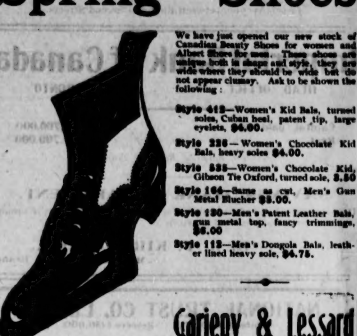 Spring Shoes
We have just opened our new stock of
Canadian Beauty Shoes for women and
Albert Shoes for men. These shoes are
unique both in shape and style, they are
wide where they should be wide but do
not appear clumsy. Ask to be shown the
following:
Style 412—Women's Kid Bals, turned
soles, Cuban heel, patent tip, large
eyelets, $4.00.
Style 220—Women's Chocolate Kid
Bals, heavy soles $4.00.
Style 535—Women's Chocolate Kid,
Gibson Tie Oxford, turned sole, 3.50
Style 164—Same as cut, Men's Gun
Metal Blucher $5.00.
Style 130—Men's Patent Leather Bals,
gun metal top, fancy trimmings,
$6.00
Style 112—Men's Dongola Bals, leath-
er lined heavy sole, $4.75.
Gariepy & Lessard